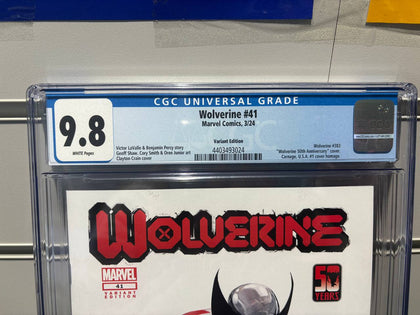 CGC UNIVERSAL GRADE
9.8
WHITE Pages
Wolverine #41
Marvel Comics, 3/24
Variant Edition
4403493024
Victor LaValle & Benjamin Percy story
Geoff Shaw, Cory Smith & Oren Junior art
Clayton Crain cover
Wolverine #383
"Wolverine 50th Anniversary" cover
Carnage, U.S.A. #1 cover homage
WOLVERINE
MARVEL
41
VARIANT
EDITION
50
YEARS